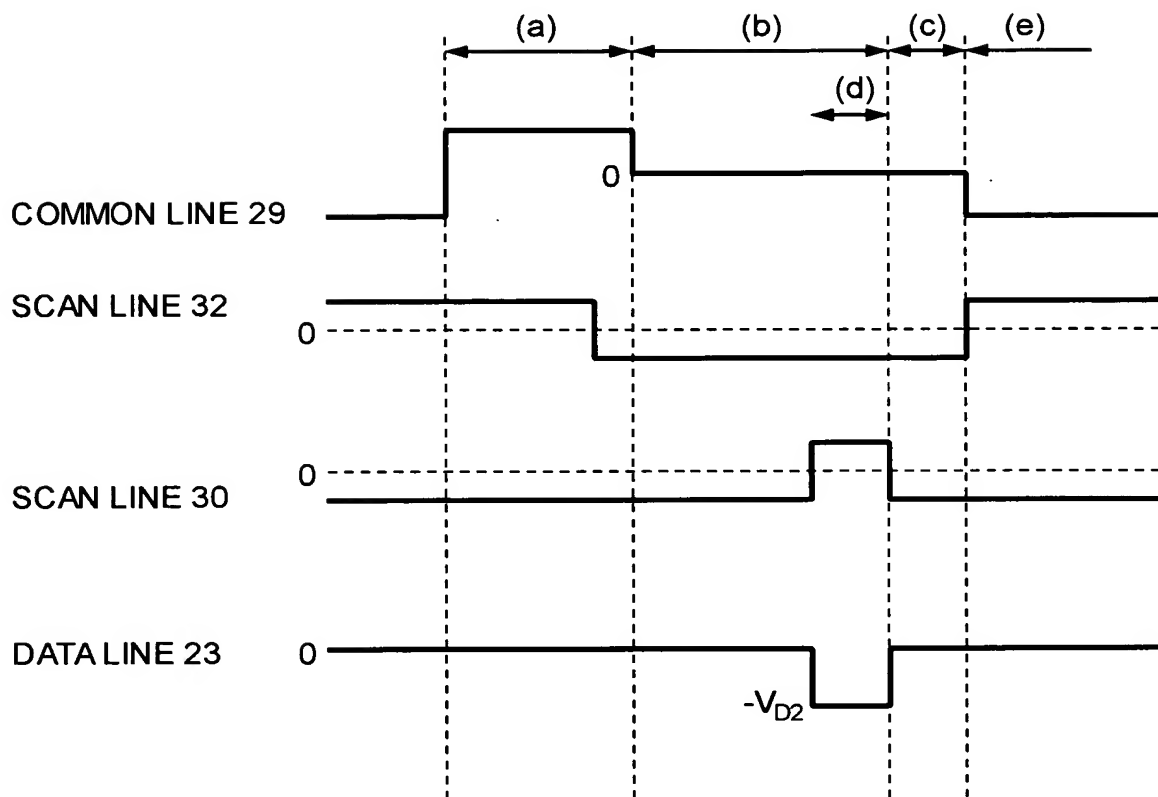 (a) (b) (c) (e)
(d)
0
COMMON LINE 29
SCAN LINE 32
0
0
SCAN LINE 30
DATA LINE 23 0
-VD2